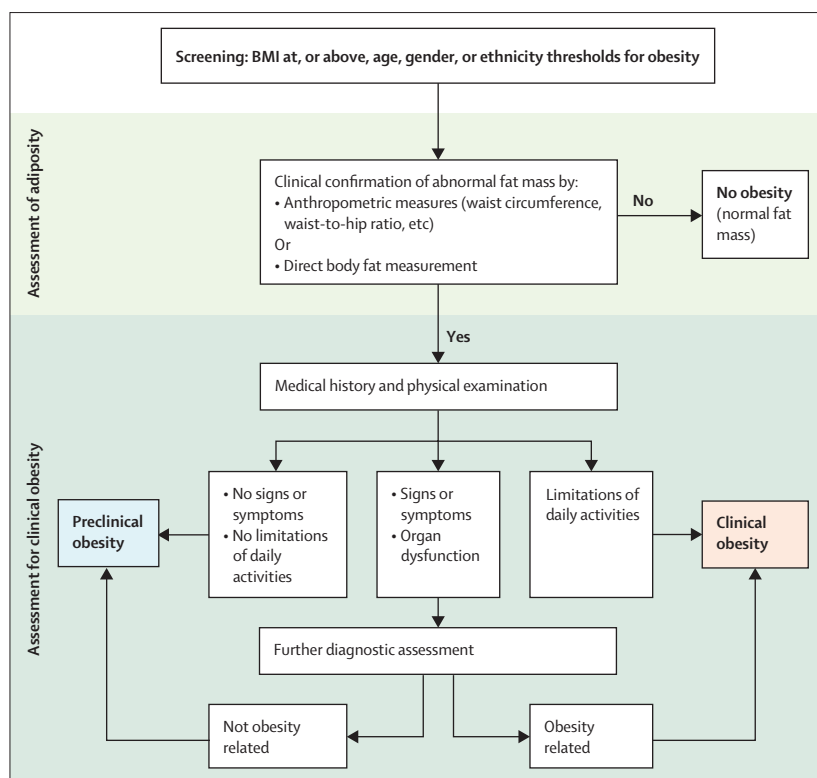 Screening: BMI at, or above, age, gender, or ethnicity thresholds for obesity
Assessment of adiposity
Clinical confirmation of abnormal fat mass by:
• Anthropometric measures (waist circumference,
waist-to-hip ratio, etc)
Or
• Direct body fat measurement
No
No obesity
(normal fat
mass)
Yes
Assessment for clinical obesity
Medical history and physical examination
• No signs or
symptoms
• No limitations
of daily
activities
• Signs or
symptoms
• Organ
dysfunction
Limitations of
daily activities
Preclinical
obesity
Clinical
obesity
Further diagnostic assessment
Not obesity
related
Obesity
related